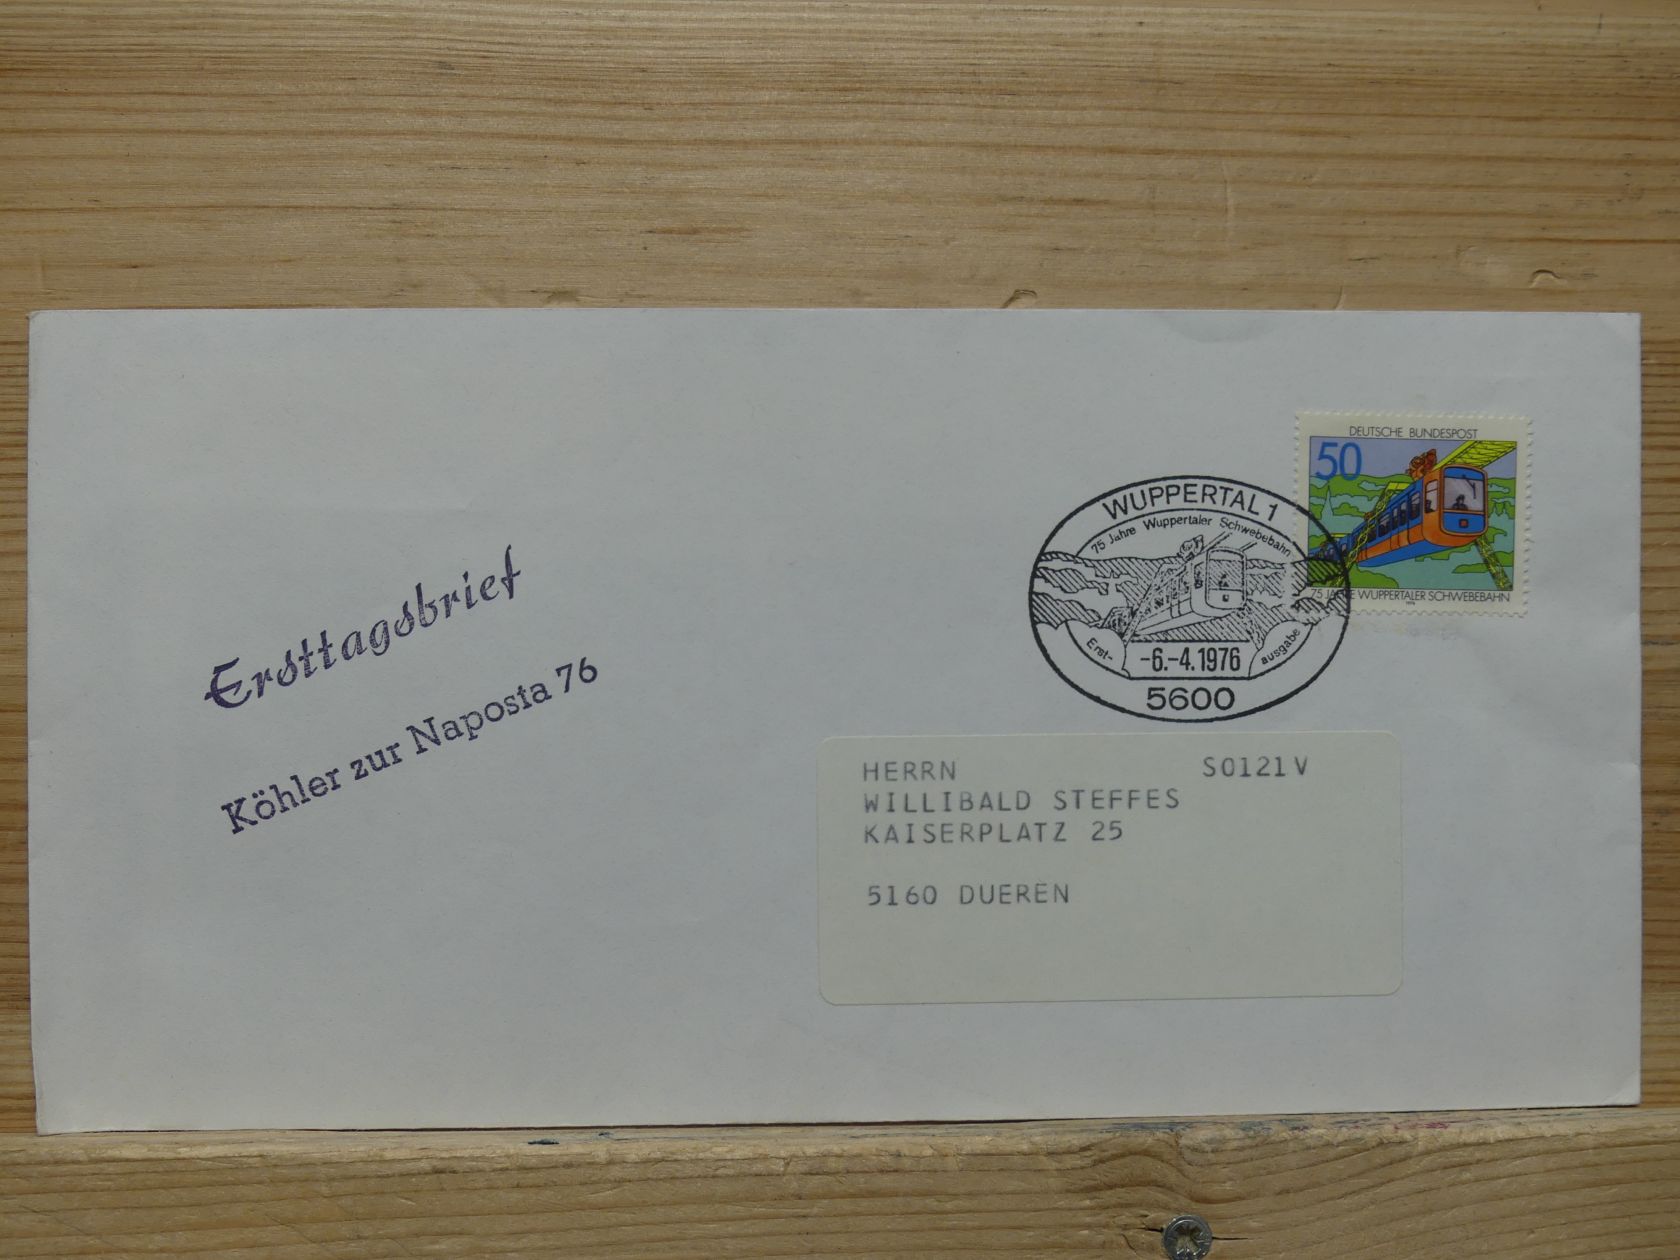 DEUTSCHE BUNDESPOST
50
75 JAHRE WUPPERTALER SCHWEBEBAHN
1976
WUPPERTAL 1
75 Jahre Wuppertaler Schwebebahn
Erst-
ausgabe
-6.-4.1976
5600
Ersttagsbrief
Köhler zur Naposta 76
HERRN S0121V
WILLIBALD STEFFES
KAISERPLATZ 25
5160 DUEREN